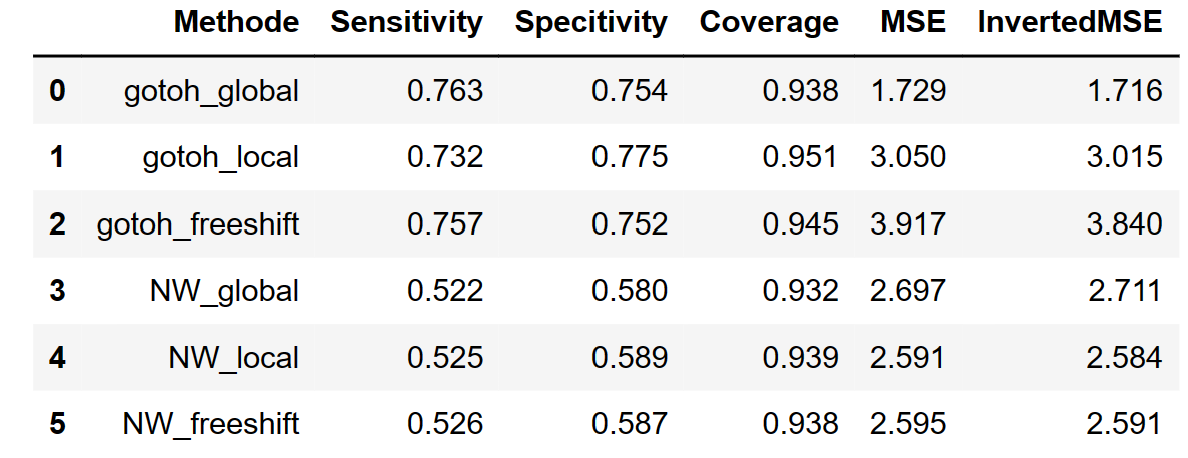 Methode Sensitivity Specitivity Coverage MSE InvertedMSE
0 gotoh_global 0.763 0.754 0.938 1.729 1.716
1 gotoh_local 0.732 0.775 0.951 3.050 3.015
2 gotoh_freeshift 0.757 0.752 0.945 3.917 3.840
3 NW_global 0.522 0.580 0.932 2.697 2.711
4 NW_local 0.525 0.589 0.939 2.591 2.584
5 NW_freeshift 0.526 0.587 0.938 2.595 2.591